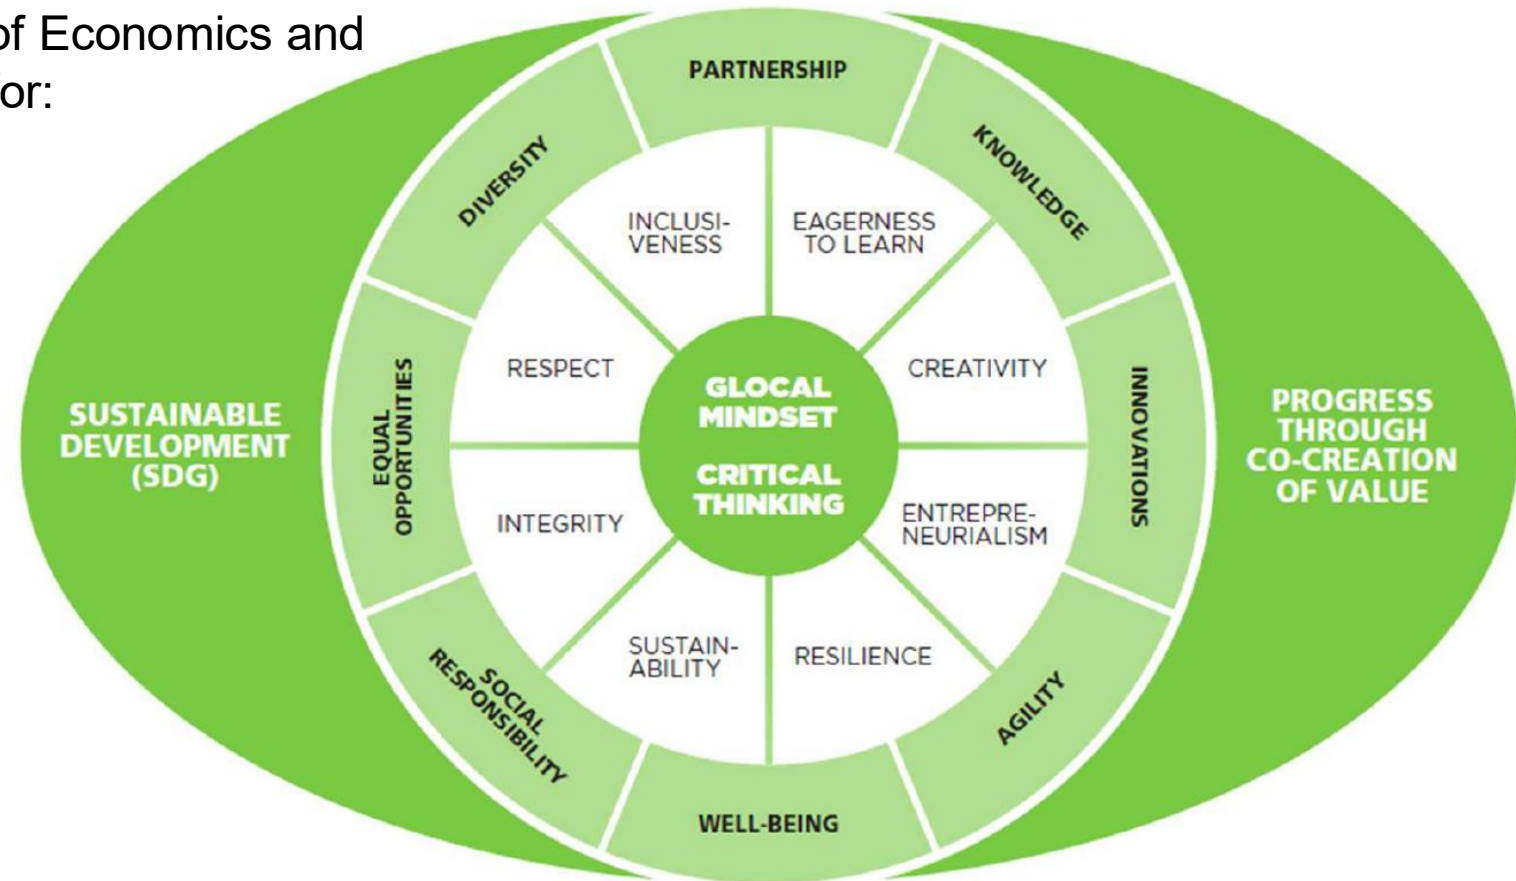 of Economics and
or:
PARTNERSHIP
KNOWLEDGE
INNOVATIONS
AGILITY
WELL-BEING
SOCIAL
RESPONSIBILITY
EQUAL
OPPORTUNITIES
DIVERSITY
INCLUSI-
VENESS
EAGERNESS
TO LEARN
CREATIVITY
ENTREPRE-
NEURIALISM
RESILIENCE
SUSTAIN-
ABILITY
INTEGRITY
RESPECT
GLOCAL
MINDSET
CRITICAL
THINKING
SUSTAINABLE
DEVELOPMENT
(SDG)
PROGRESS
THROUGH
CO-CREATION
OF VALUE